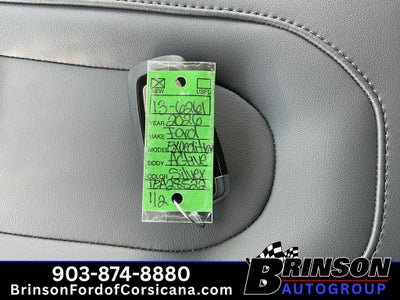 NEW USED
13-6261
YEAR 2026
MAKE Ford
MODEL Expedition
BODY Active
COLOR Silver
112
903-874-8880
BrinsonFordofCorsicana.com
BRINSON
AUTOGROUP